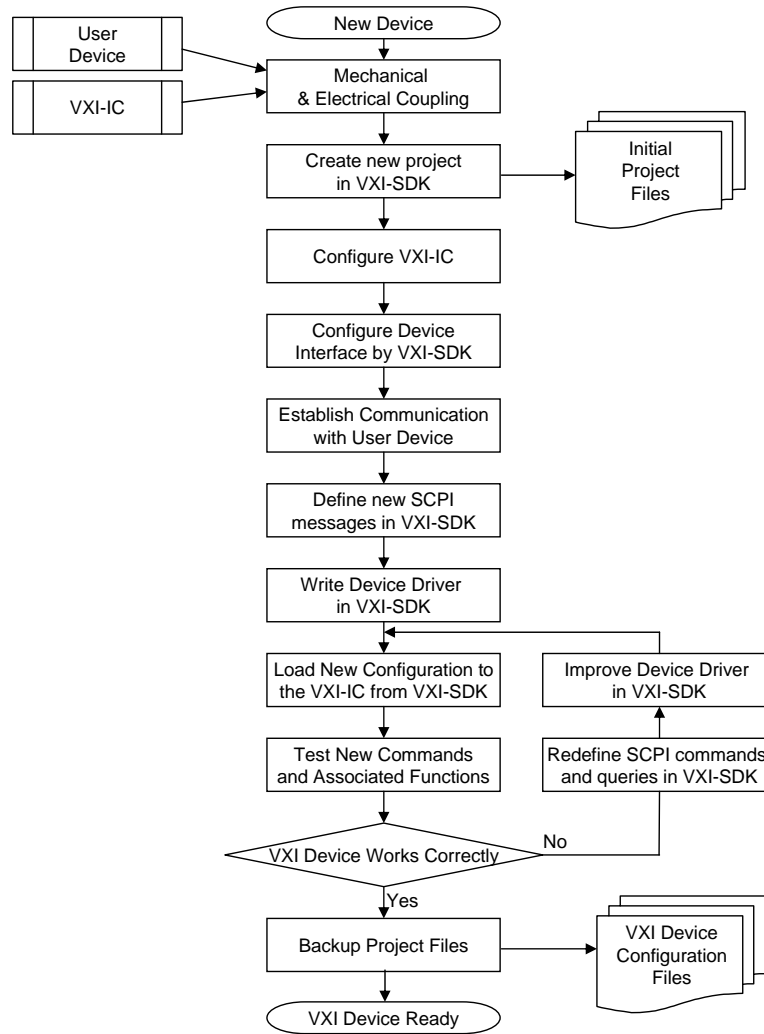 New Device
User
Device
VXI-IC
Mechanical
& Electrical Coupling
Create new project
in VXI-SDK
Initial
Project
Files
Configure VXI-IC
Configure Device
Interface by VXI-SDK
Establish Communication
with User Device
Define new SCPI
messages in VXI-SDK
Write Device Driver
in VXI-SDK
Load New Configuration to
the VXI-IC from VXI-SDK
Improve Device Driver
in VXI-SDK
Test New Commands
and Associated Functions
Redefine SCPI commands
and queries in VXI-SDK
VXI Device Works Correctly
No
Yes
Backup Project Files
VXI Device
Configuration
Files
VXI Device Ready